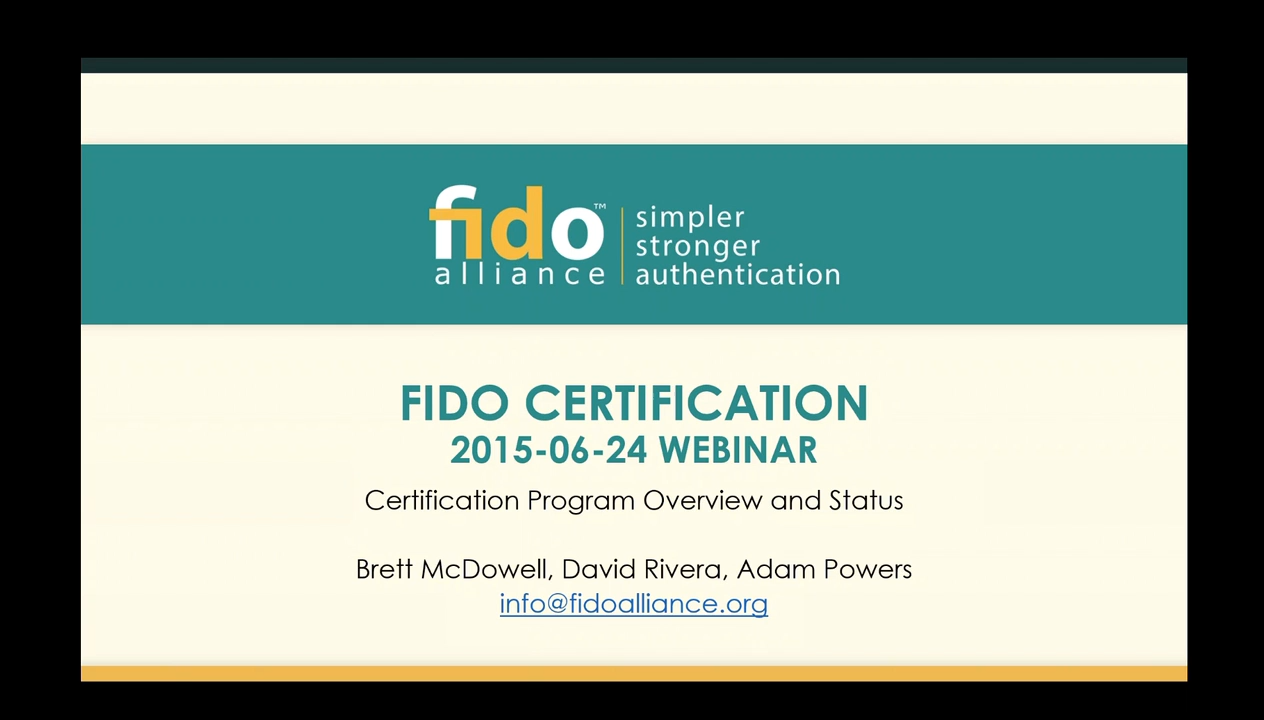 fido™
alliance
simpler
stronger
authentication
FIDO CERTIFICATION
2015-06-24 WEBINAR
Certification Program Overview and Status
Brett McDowell, David Rivera, Adam Powers
info@fidoalliance.org